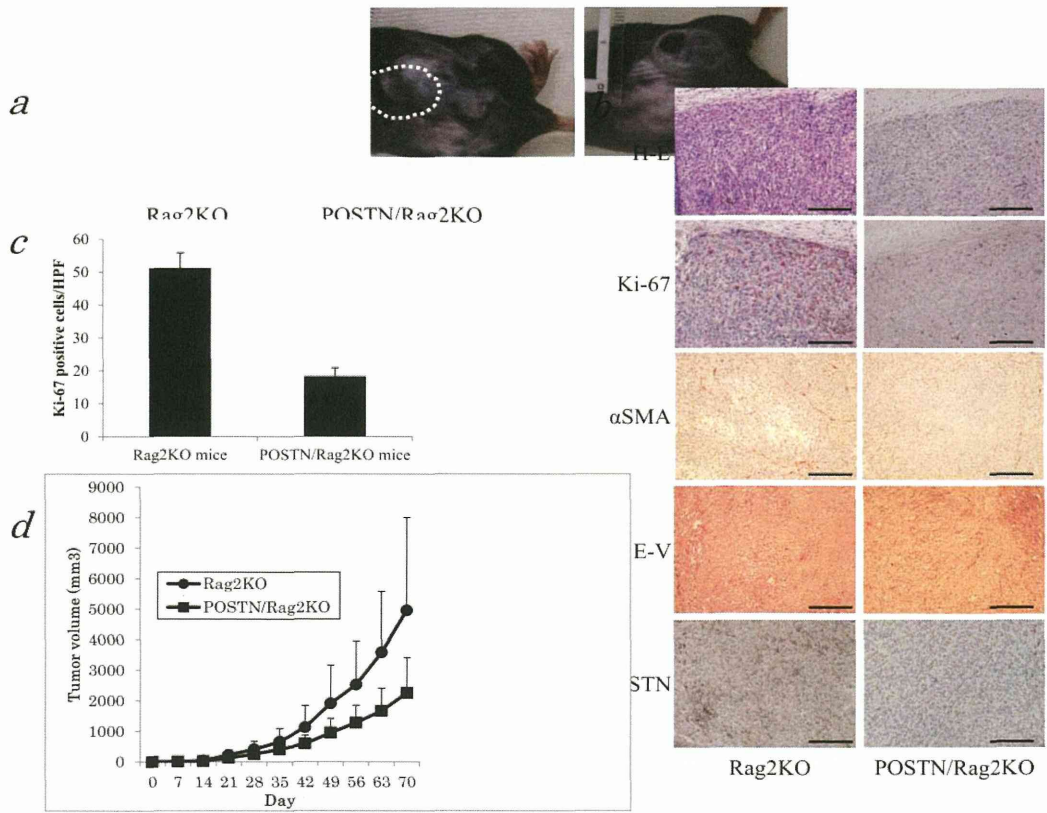 a
b
Rag2KO
POSTN/Rag2KO
H-E
Ki-67
αSMA
E-V
STN
Rag2KO
POSTN/Rag2KO
c
60
50
40
30
20
10
0
Ki-67 positive cells/HPF
Rag2KO mice
POSTN/Rag2KO mice
d
9000
8000
7000
6000
5000
4000
3000
2000
1000
0
Tumor volume (mm3)
Rag2KO
POSTN/Rag2KO
0 7 14 21 28 35 42 49 56 63 70
Day